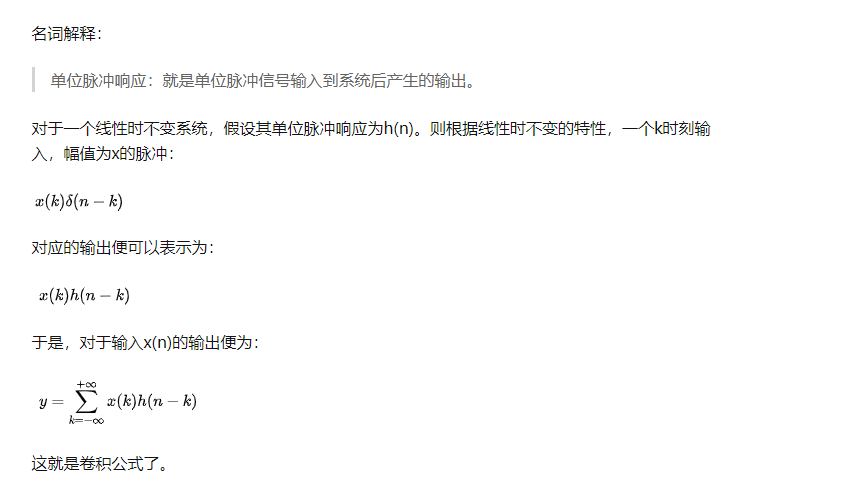 名词解释：
单位脉冲响应：就是单位脉冲信号输入到系统后产生的输出。
对于一个线性时不变系统，假设其单位脉冲响应为h(n)。则根据线性时不变的特性，一个k时刻输
入，幅值为x的脉冲：
x(k)δ(n − k)
对应的输出便可以表示为：
x(k)h(n − k)
于是，对于输入x(n)的输出便为：
y = ∑_{k=−∞}^{+∞} x(k)h(n − k)
这就是卷积公式了。